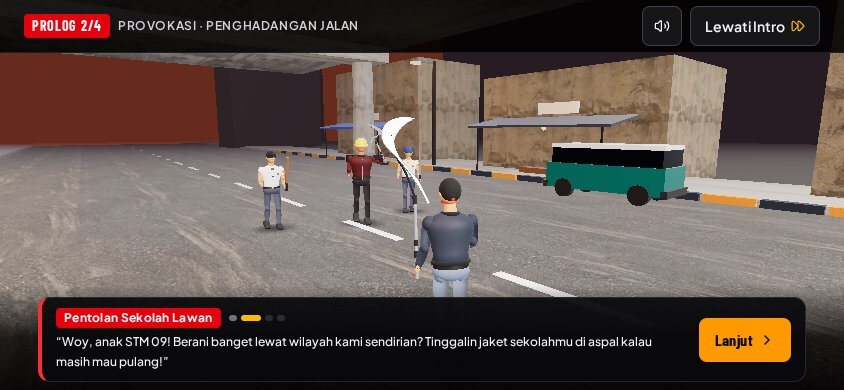 PROLOG 2/4 PROVOKASI · PENGHADANGAN JALAN
Lewati Intro
Pentolan Sekolah Lawan
“Woy, anak STM 09! Berani banget lewat wilayah kami sendirian? Tinggalin jaket sekolahmu di aspal kalau
masih mau pulang!”
Lanjut